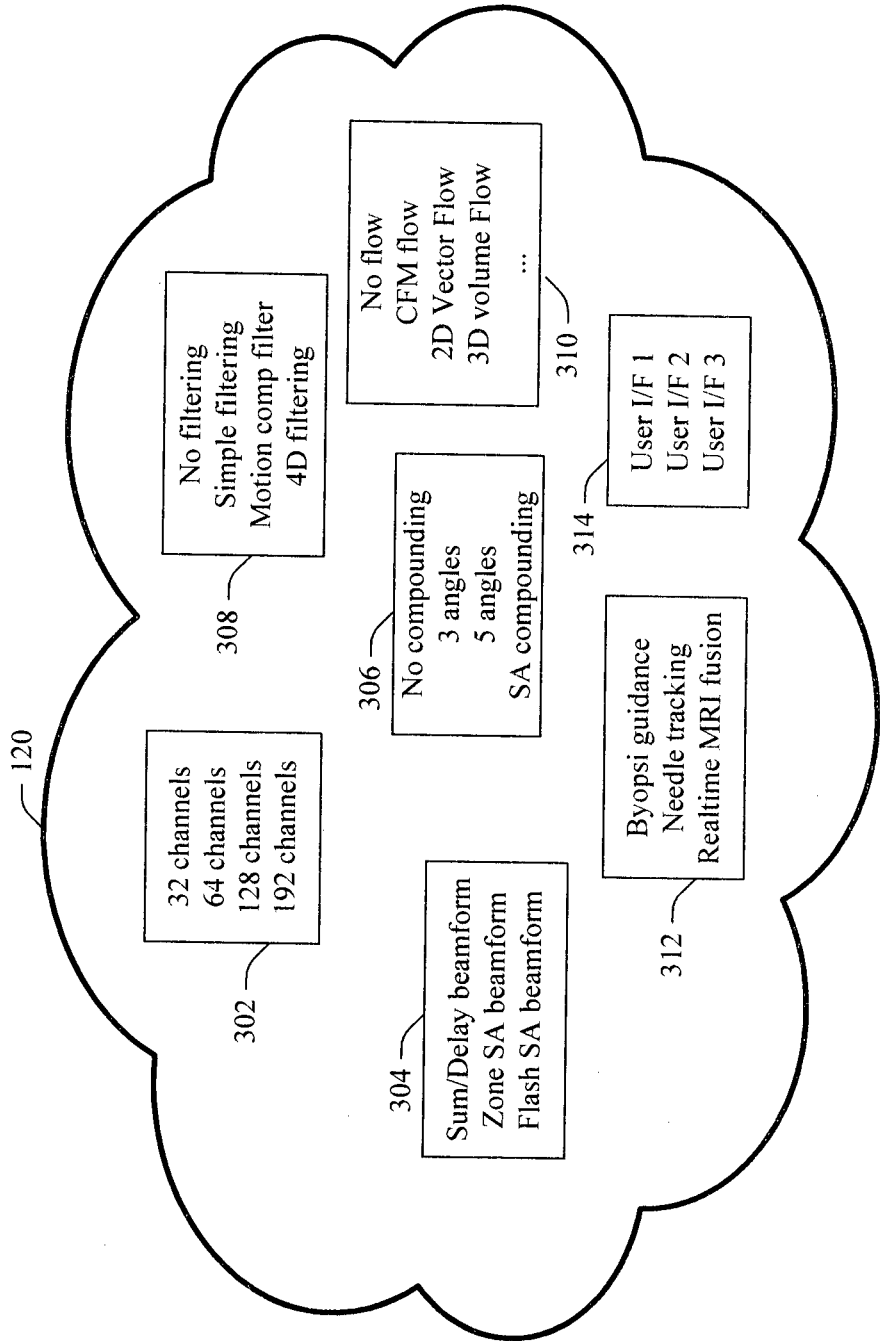 120
32 channels
64 channels
128 channels
192 channels
302
No filtering
Simple filtering
Motion comp filter
4D filtering
308
Sum/Delay beamform
Zone SA beamform
Flash SA beamform
304
No compounding
3 angles
5 angles
SA compounding
306
No flow
CFM flow
2D Vector Flow
3D volume Flow
...
310
Byopsi guidance
Needle tracking
Realtime MRI fusion
312
User I/F 1
User I/F 2
User I/F 3
314